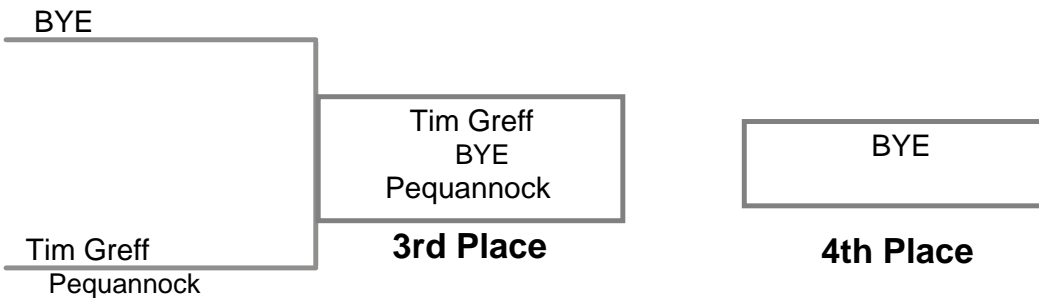 BYE
Tim Greff
BYE
Pequannock
3rd Place
BYE
4th Place
Tim Greff
Pequannock